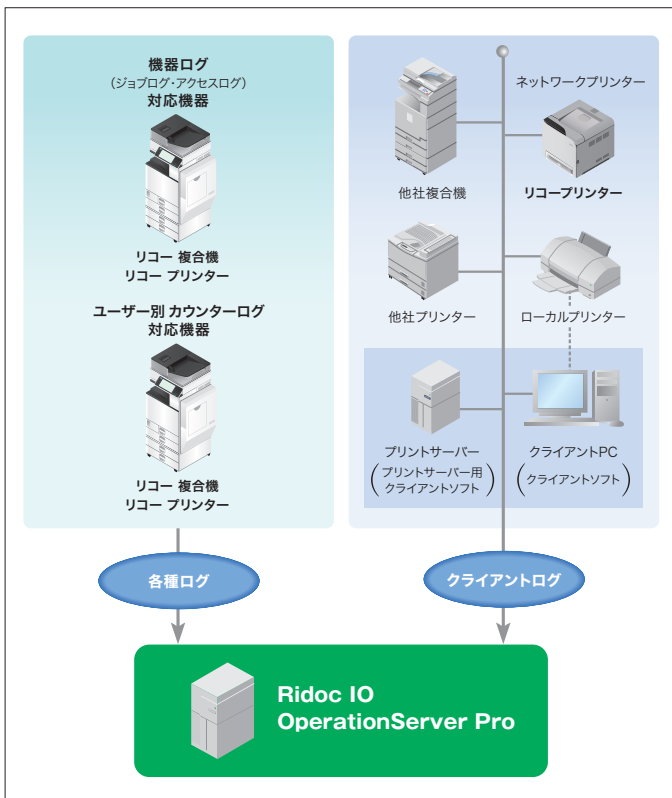 機器ログ
（ジョブログ・アクセスログ）
対応機器
リコー 複合機
リコー プリンター
ユーザー別 カウンターログ
対応機器
リコー 複合機
リコー プリンター
各種ログ
ネットワークプリンター
他社複合機
リコープリンター
他社プリンター
ローカルプリンター
プリントサーバー
（プリントサーバー用
クライアントソフト）
クライアントPC
（クライアントソフト）
クライアントログ
Ridoc IO
OperationServer Pro